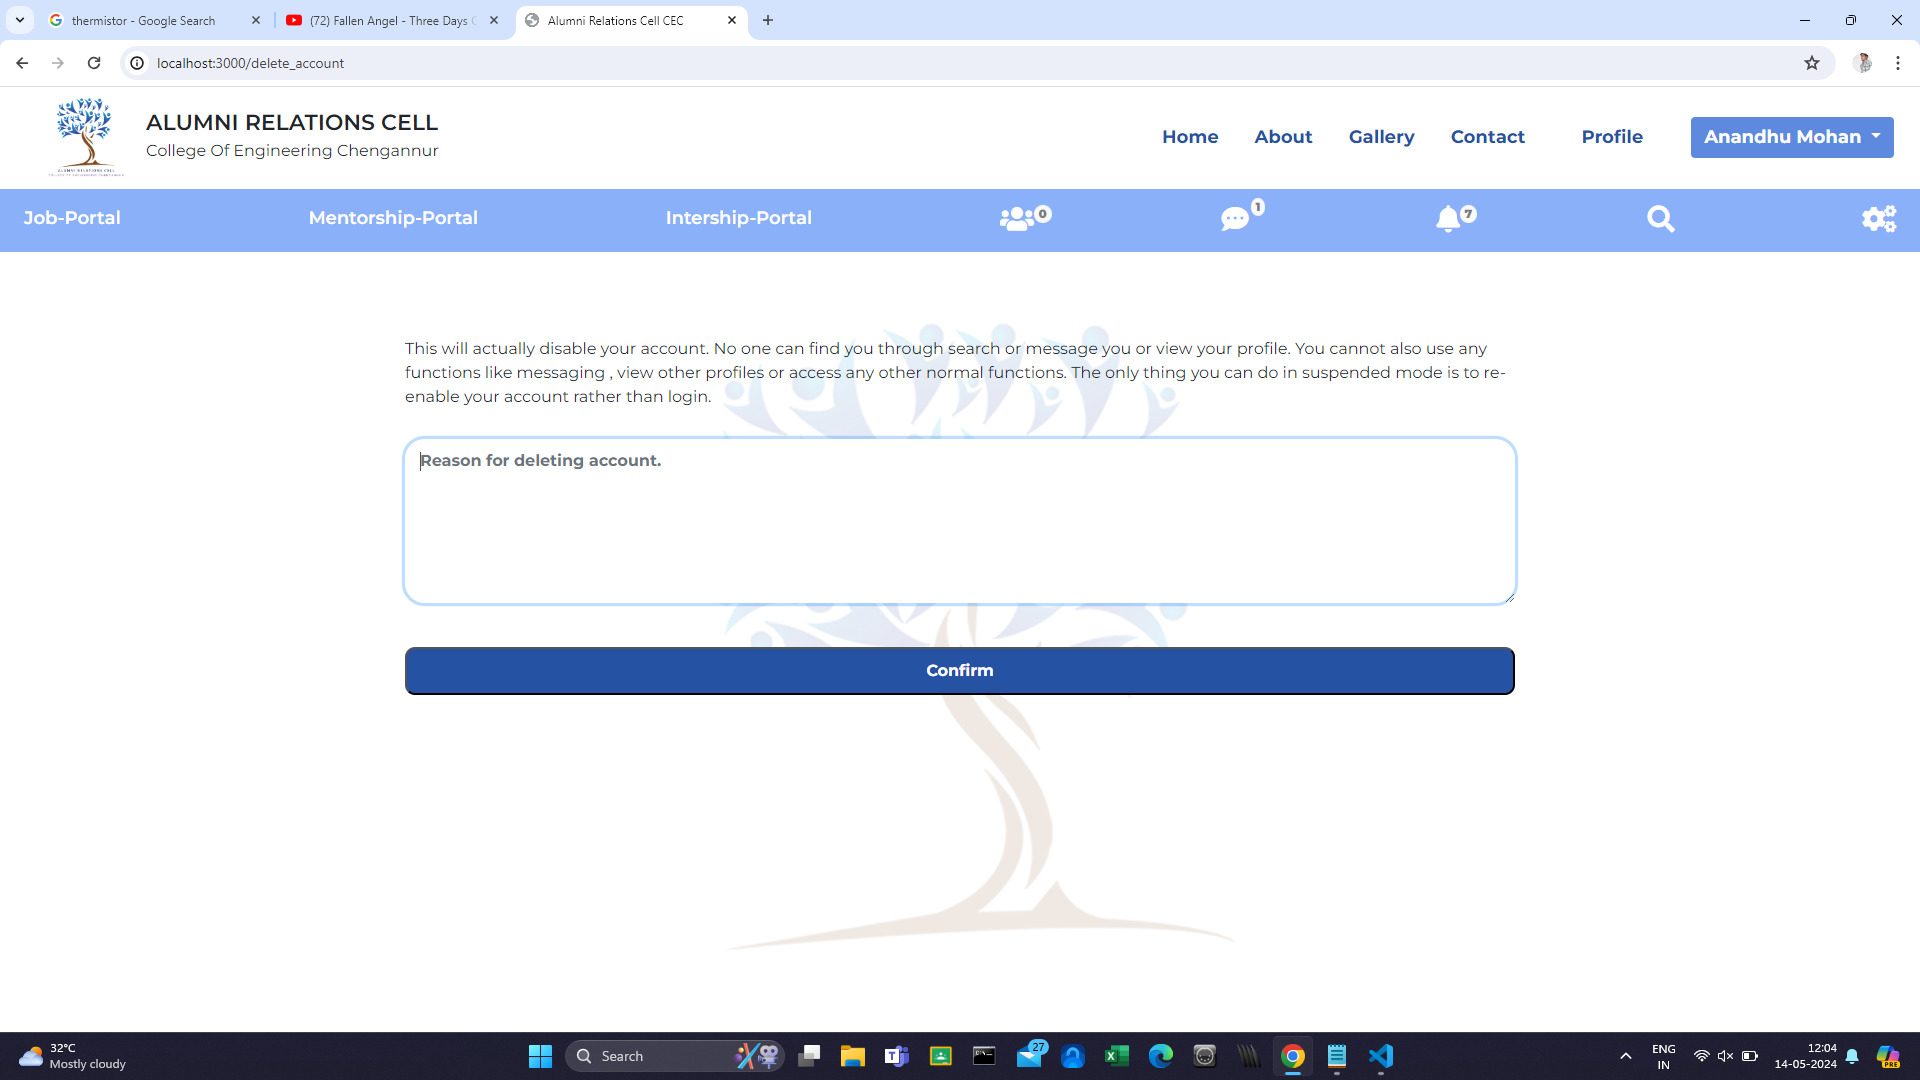 thermistor - Google Search
(72) Fallen Angel - Three Days
Alumni Relations Cell CEC
localhost:3000/delete_account
ALUMNI RELATIONS CELL
College Of Engineering Chengannur
Home About Gallery Contact Profile Anandhu Mohan
ALUMNI RELATIONS CELL
Job-Portal Mentorship-Portal Intership-Portal 0 1 7
This will actually disable your account. No one can find you through search or message you or view your profile. You cannot also use any
functions like messaging , view other profiles or access any other normal functions. The only thing you can do in suspended mode is to re-
enable your account rather than login.
Reason for deleting account.
Confirm
32°C
Mostly cloudy
Search
27
ENG
IN
12:04
14-05-2024
PRE